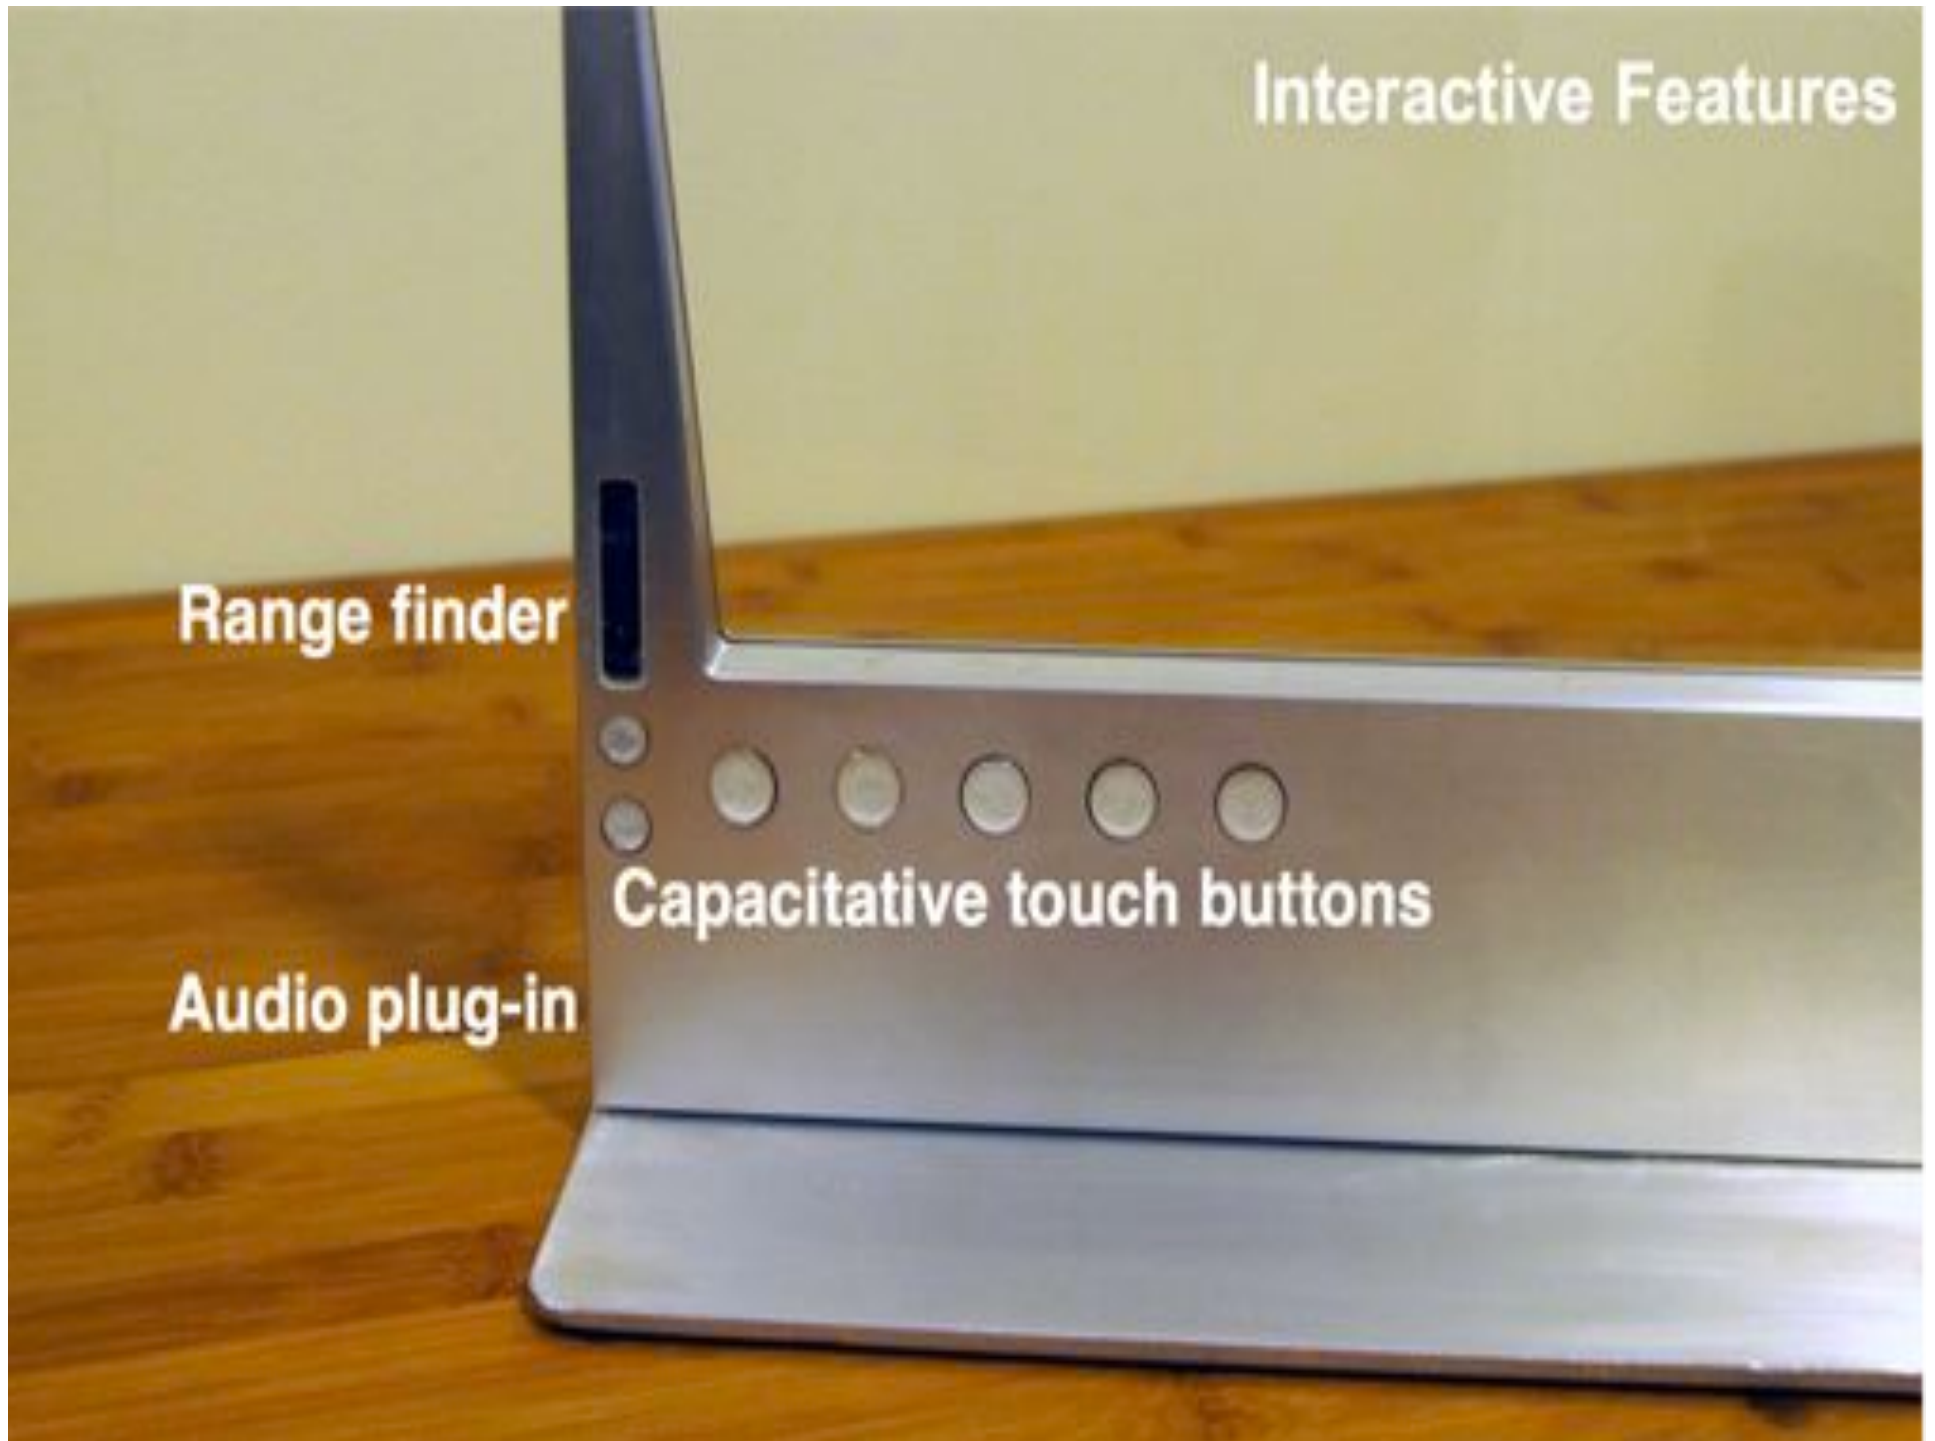 Interactive Features
Range finder
Capacitative touch buttons
Audio plug-in